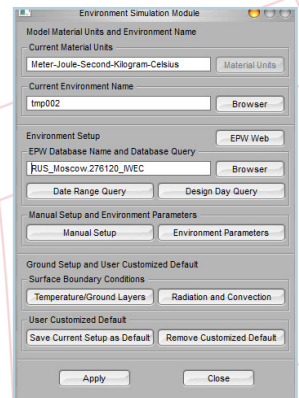 Environment Simulation Module
Model Material Units and Environment Name
Current Material Units
Meter-Joule-Second-Kilogram-Celsius
Material Units
Current Environment Name
tmp002
Browser
Environment Setup
EPW Web
EPW Database Name and Database Query
RUS_Moscow.276120_IWEC
Browser
Date Range Query
Design Day Query
Manual Setup and Environment Parameters
Manual Setup
Environment Parameters
Ground Setup and User Customized Default
Surface Boundary Conditions
Temperature/Ground Layers
Radiation and Convection
User Customized Default
Save Current Setup as Default
Remove Customized Default
Apply
Close